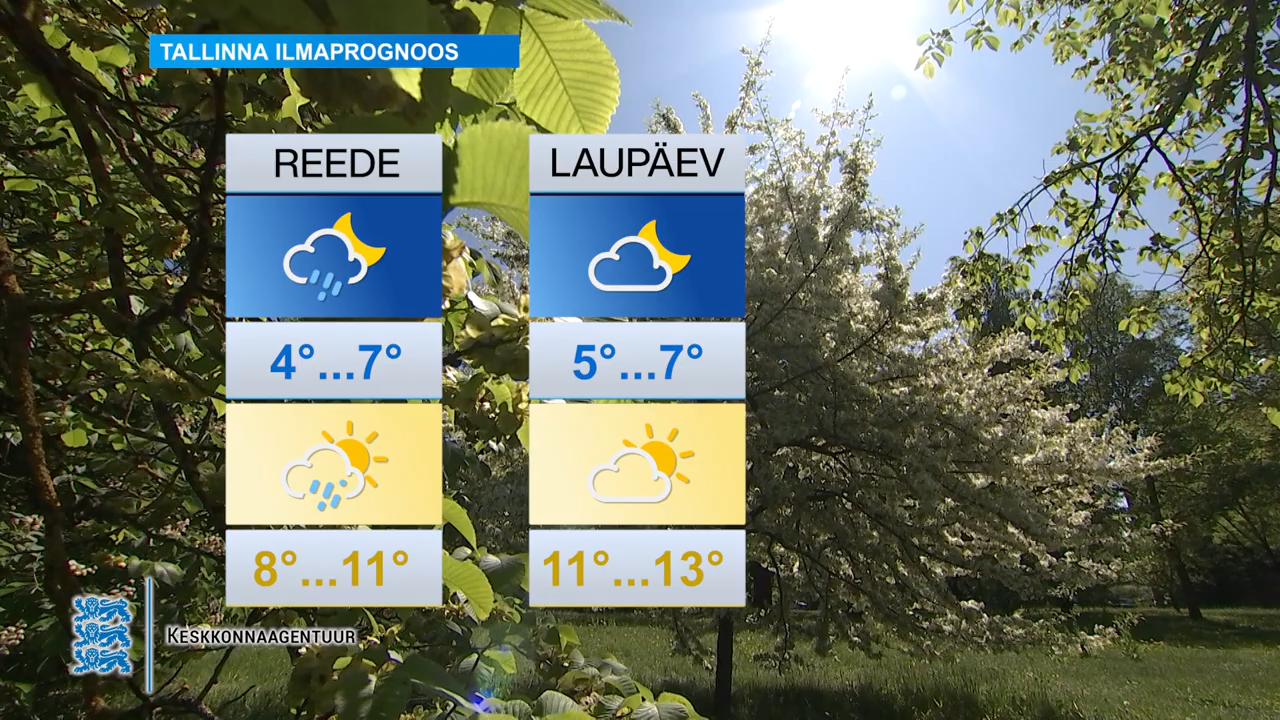 TALLINNA ILMAPROGNOOS
REEDE
4°...7°
8°...11°
LAUPÄEV
5°...7°
11°...13°
KESKKONNAAGENTUUR